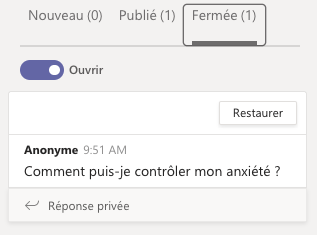 Nouveau (0) Publié (1) Fermée (1)
Ouvrir
Restaurer
Anonyme 9:51 AM
Comment puis-je contrôler mon anxiété ?
Réponse privée